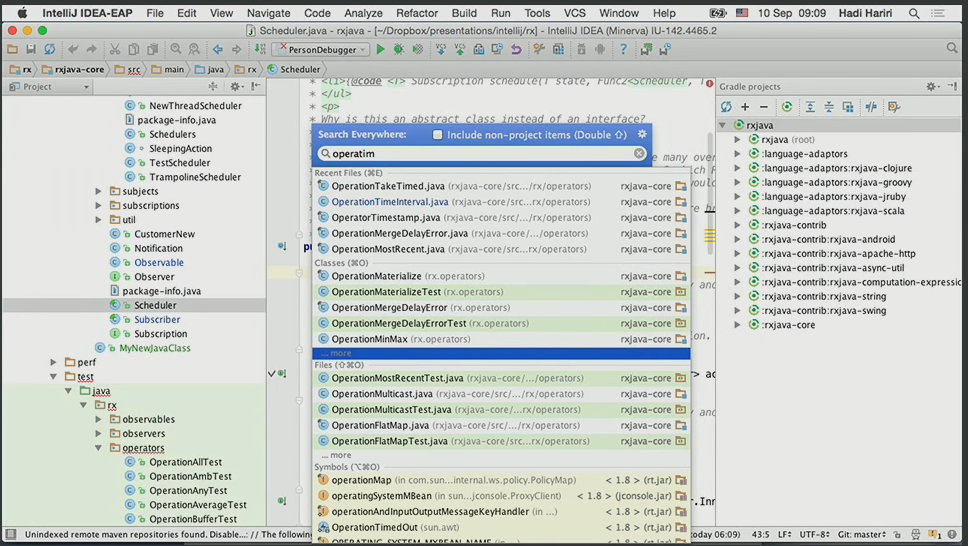 IntelliJ IDEA-EAP File Edit View Navigate Code Analyze Refactor Build Run Tools VCS Window Help 10 Sep 09:09 Hadi Hariri
Scheduler.java - [rxjava-core] - rx - [~/Dropbox/presentations/intellij/rx] - IntelliJ IDEA (Minerva) IU-142.4465.2
PersonDebugger
rx rxjava-core src main java rx Scheduler
Project
NewThreadScheduler
package-info.java
Schedulers
SleepingAction
TestScheduler
TrampolineScheduler
subjects
subscriptions
util
CustomerNew
Notification
Observable
Observer
package-info.java
Scheduler
Subscriber
Subscription
MyNewJavaClass
perf
test
java
rx
observables
observers
operators
OperationAllTest
OperationAmbTest
OperationAnyTest
OperationAverageTest
OperationBufferTest
* <li>{@code <T> Subscription schedule(T state, Func2<Scheduler,
* </ul>
* <p>
* Why is this an abstract class instead of an interface?
Search Everywhere: Include non-project items (Double ⇧)
operatim
Recent Files (⌘E)
OperationTakeTimed.java (rxjava-core/src...rx/operators) rxjava-core
OperationTimeInterval.java (rxjava-core/src.../rx/operators) rxjava-core
OperatorTimestamp.java (rxjava-core/src.../rx/operators) rxjava-core
OperationMergeDelayError.java (rxjava-core/.../operators) rxjava-core
OperationMostRecent.java (rxjava-core/src...rx/operators) rxjava-core
Classes (⌘O)
OperationMaterialize (rx.operators) rxjava-core
OperationMaterializeTest (rx.operators) rxjava-core
OperationMergeDelayError (rx.operators) rxjava-core
OperationMergeDelayErrorTest (rx.operators) rxjava-core
OperationMinMax (rx.operators) rxjava-core
... more
Files (⇧⌘O)
OperationMostRecentTest.java (rxjava-core/.../operators) rxjava-core
OperationMulticast.java (rxjava-core/src.../rx/operators) rxjava-core
OperationMulticastTest.java (rxjava-core/...rx/operators) rxjava-core
OperationFlatMap.java (rxjava-core/src.../rx/operators) rxjava-core
OperationFlatMapTest.java (rxjava-core/src...rx/operators) rxjava-core
... more
Symbols (⌥⌘O)
operationMap (in com.sun...internal.ws.policy.PolicyMap) < 1.8 > (rt.jar)
operatingSystemMBean (in sun...jconsole.ProxyClient) < 1.8 > (jconsole.jar)
operationAndInputOutputMessageKeyHandler (in ...) < 1.8 > (rt.jar)
OperationTimedOut (sun.awt) < 1.8 > (rt.jar)
OPERATING_SYSTEM_MXBEAN_NAME < 1.8 > (rt.jar)
Gradle projects
rxjava
rxjava (root)
:language-adaptors
:language-adaptors:rxjava-clojure
:language-adaptors:rxjava-groovy
:language-adaptors:rxjava-jruby
:language-adaptors:rxjava-scala
:rxjava-contrib
:rxjava-contrib:rxjava-android
:rxjava-contrib:rxjava-apache-http
:rxjava-contrib:rxjava-async-util
:rxjava-contrib:rxjava-computation-expressio
:rxjava-contrib:rxjava-string
:rxjava-contrib:rxjava-swing
:rxjava-core
Unindexed remote maven repositories found. Disable...: // The following today 06:09) 43:5 LF÷ UTF-8÷ Git: master÷